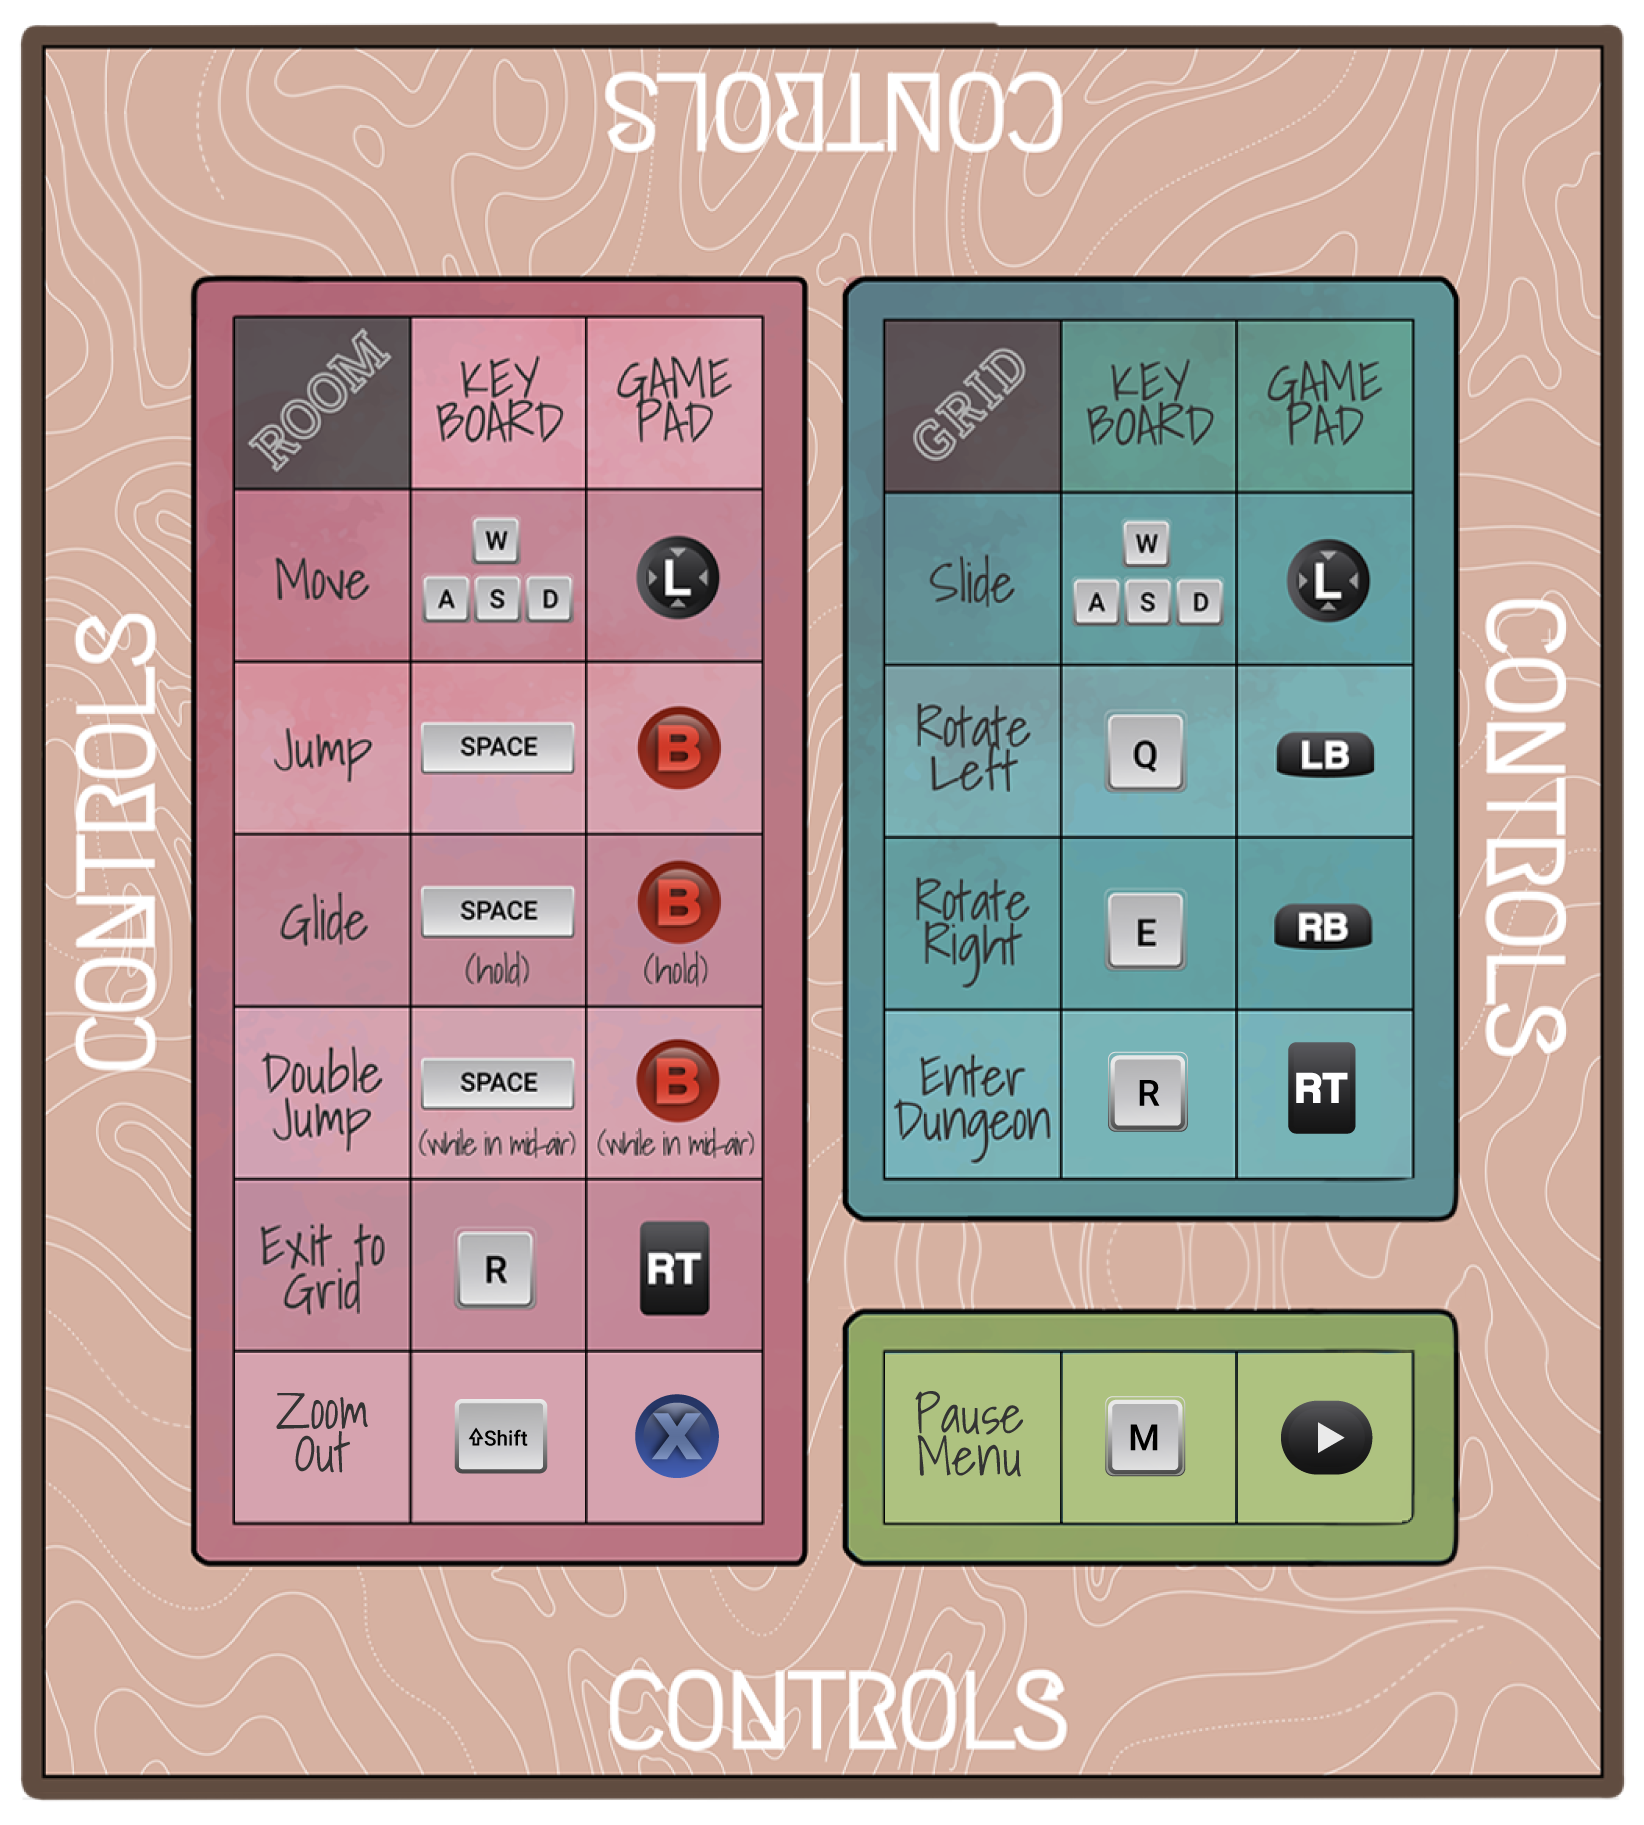 CONTROLS
CONTROLS
ROOM
KEY
BOARD
GAME
PAD
Move
W
A S D
L
Jump
SPACE
B
Glide
SPACE
(hold)
B
(hold)
Double
Jump
SPACE
(while in mid-air)
B
(while in mid-air)
Exit to
Grid
R
RT
Zoom
Out
⇧Shift
X
GRID
KEY
BOARD
GAME
PAD
Slide
W
A S D
L
Rotate
Left
Q
LB
Rotate
Right
E
RB
Enter
Dungeon
R
RT
Pause
Menu
M
CONTROLS
CONTROLS